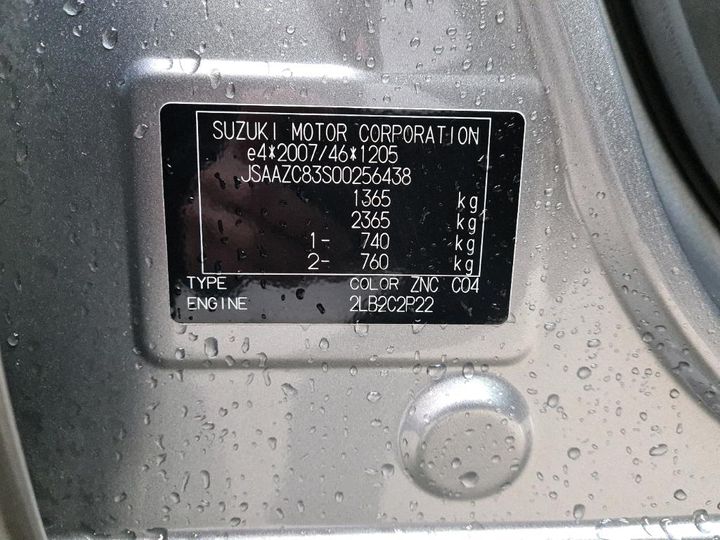 SUZUKI MOTOR CORPORATION
e4*2007/46*1205
JSAAZC83S00256438
1365 kg
2365 kg
1- 740 kg
2- 760 kg
TYPE COLOR ZNC C04
ENGINE 2LB2C2P22